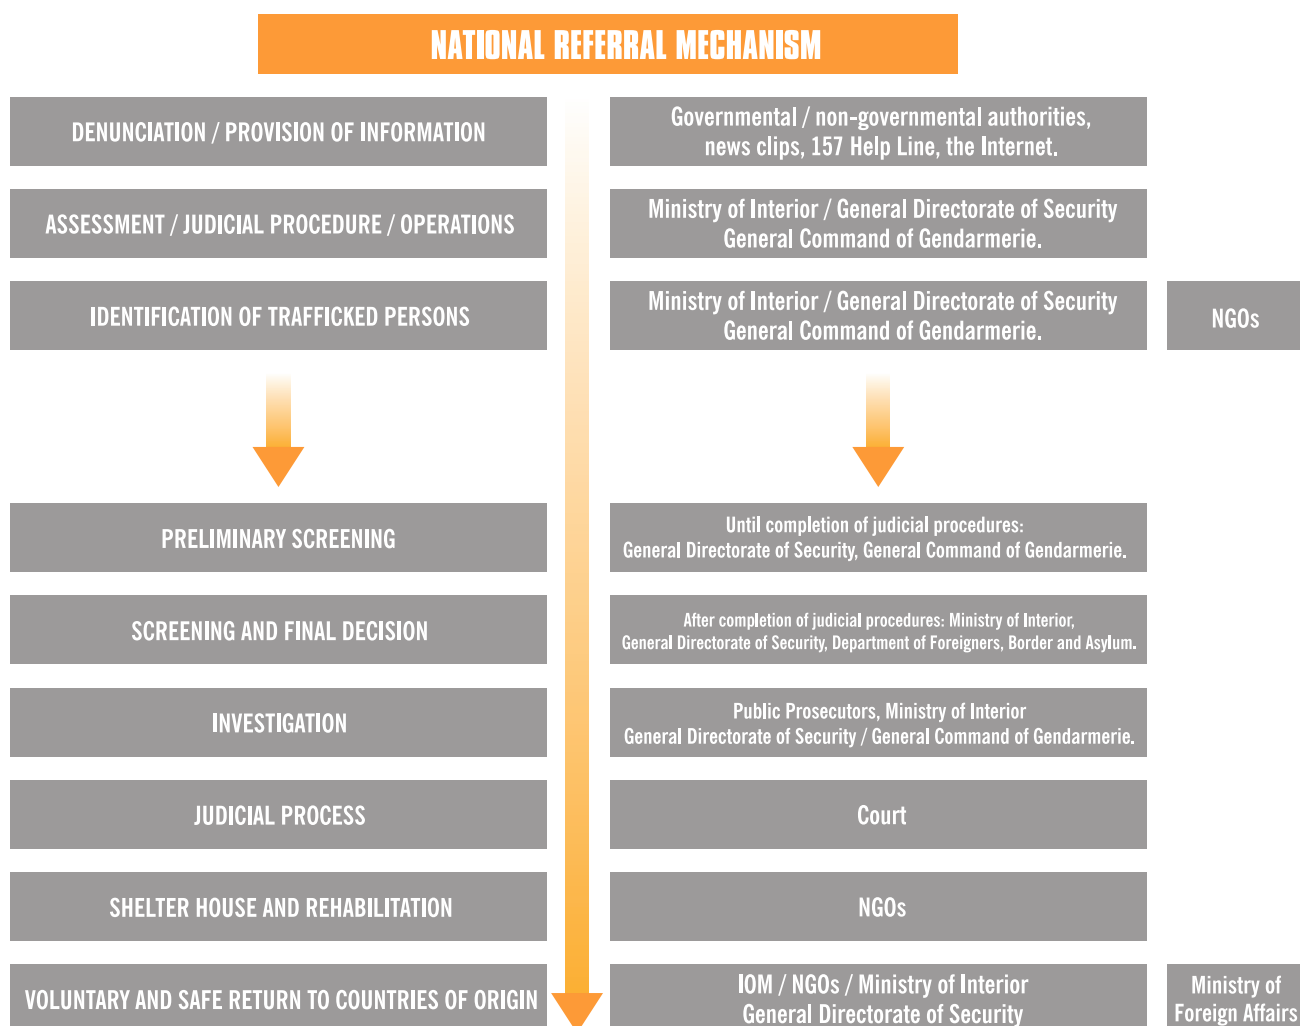 NATIONAL REFERRAL MECHANISM
DENUNCIATION / PROVISION OF INFORMATION
Governmental / non-governmental authorities,
news clips, 157 Help Line, the Internet.
ASSESSMENT / JUDICIAL PROCEDURE / OPERATIONS
Ministry of Interior / General Directorate of Security
General Command of Gendarmerie.
IDENTIFICATION OF TRAFFICKED PERSONS
Ministry of Interior / General Directorate of Security
General Command of Gendarmerie.
NGOs
PRELIMINARY SCREENING
Until completion of judicial procedures:
General Directorate of Security, General Command of Gendarmerie.
SCREENING AND FINAL DECISION
After completion of judicial procedures: Ministry of Interior,
General Directorate of Security, Department of Foreigners, Border and Asylum.
INVESTIGATION
Public Prosecutors, Ministry of Interior
General Directorate of Security / General Command of Gendarmerie.
JUDICIAL PROCESS
Court
SHELTER HOUSE AND REHABILITATION
NGOs
VOLUNTARY AND SAFE RETURN TO COUNTRIES OF ORIGIN
IOM / NGOs / Ministry of Interior
General Directorate of Security
Ministry of
Foreign Affairs